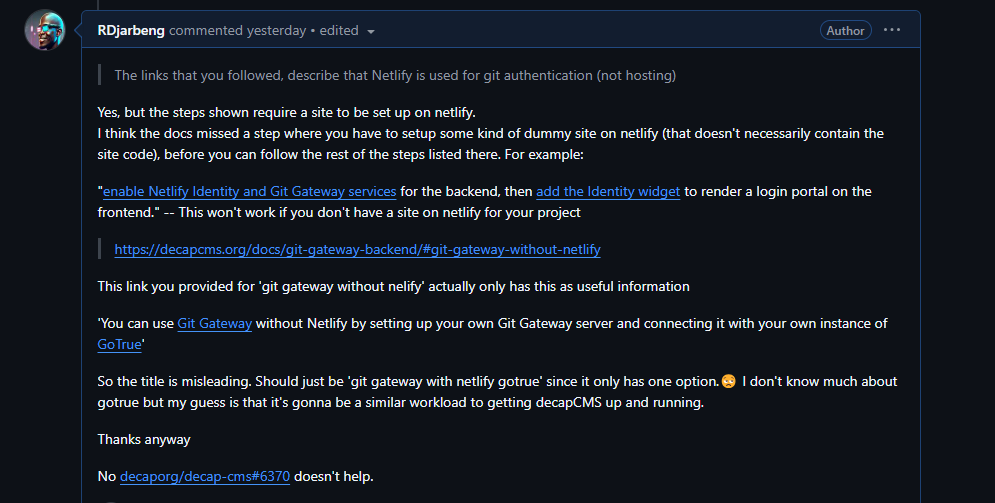 RDjarbeng commented yesterday • edited
Author
The links that you followed, describe that Netlify is used for git authentication (not hosting)
Yes, but the steps shown require a site to be set up on netlify.
I think the docs missed a step where you have to setup some kind of dummy site on netlify (that doesn't necessarily contain the
site code), before you can follow the rest of the steps listed there. For example:
"enable Netlify Identity and Git Gateway services for the backend, then add the Identity widget to render a login portal on the
frontend." -- This won't work if you don't have a site on netlify for your project
https://decapcms.org/docs/git-gateway-backend/#git-gateway-without-netlify
This link you provided for 'git gateway without nelify' actually only has this as useful information
'You can use Git Gateway without Netlify by setting up your own Git Gateway server and connecting it with your own instance of
GoTrue'
So the title is misleading. Should just be 'git gateway with netlify gotrue' since it only has one option.🙄 I don't know much about
gotrue but my guess is that it's gonna be a similar workload to getting decapCMS up and running.
Thanks anyway
No decaporg/decap-cms#6370 doesn't help.